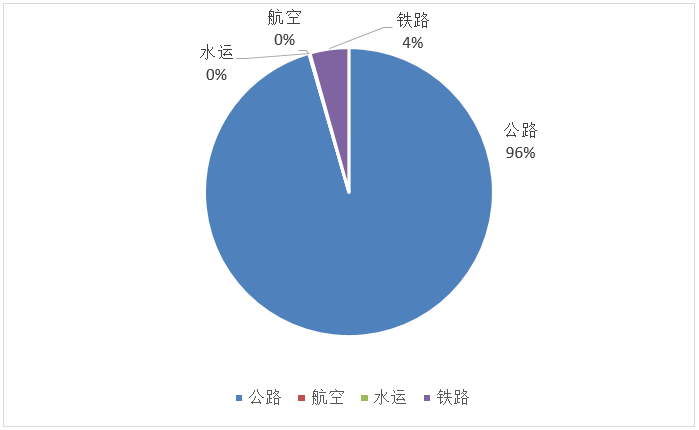 航空
0%
铁路
4%
水运
0%
公路
96%
公路 航空 水运 铁路